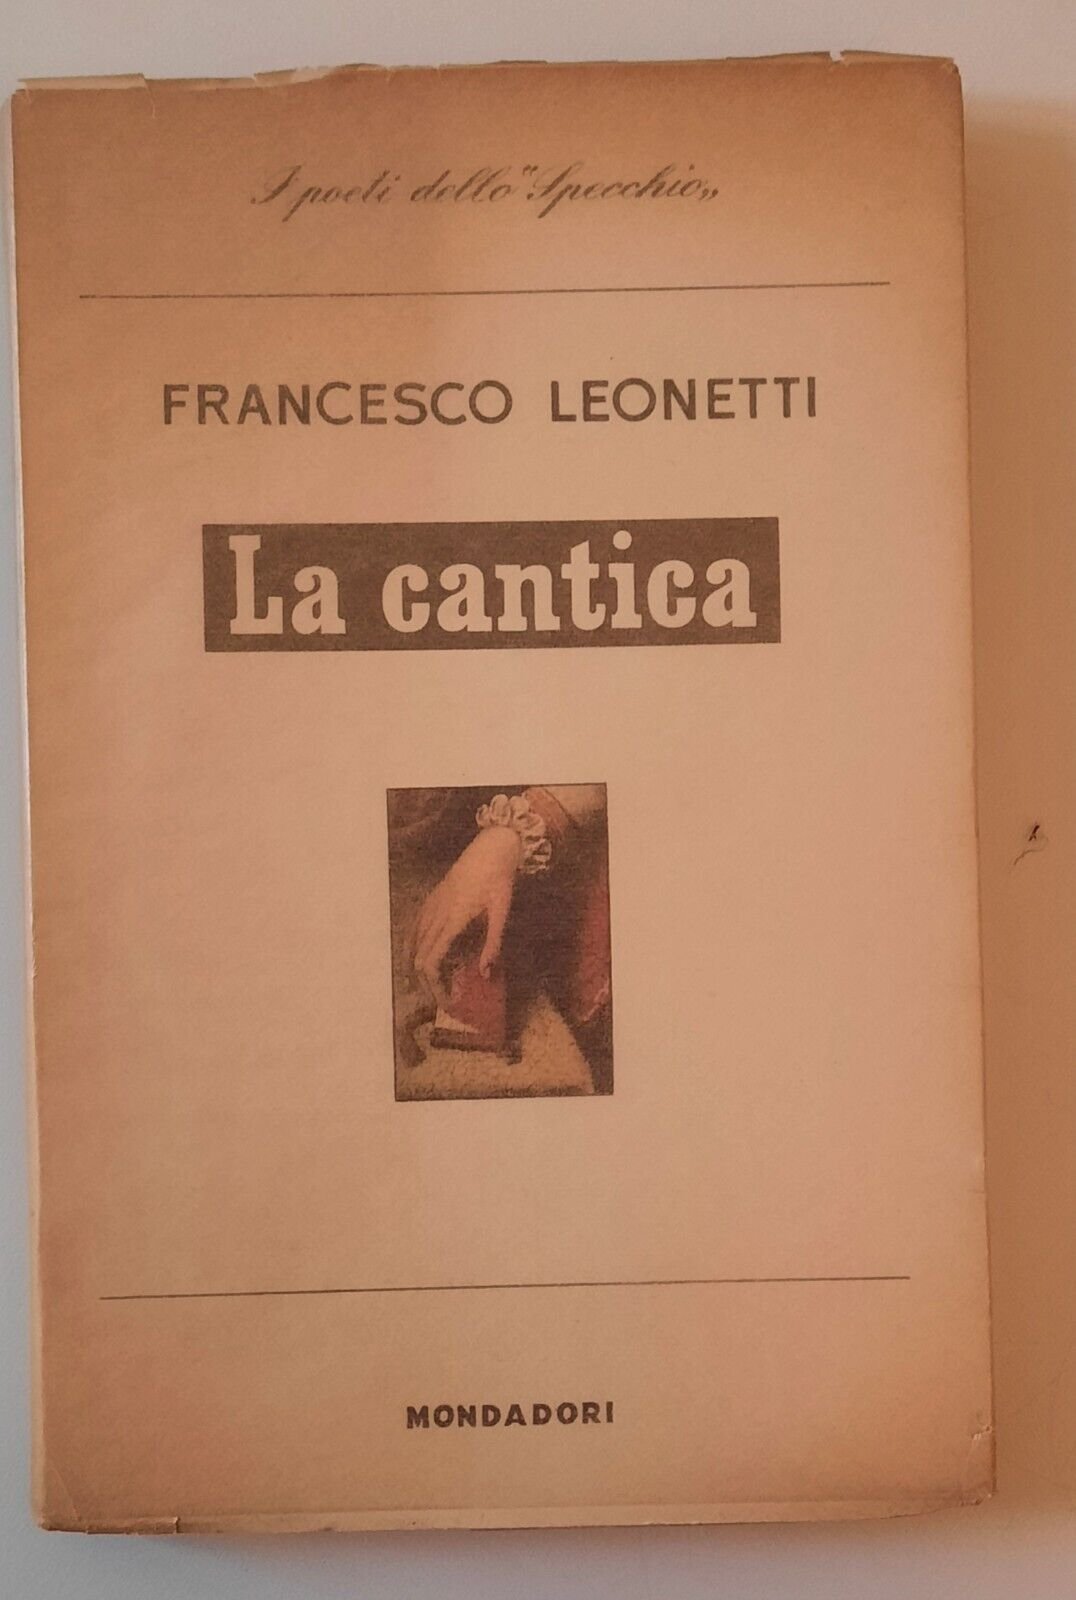 I poeti dello "Specchio„
FRANCESCO LEONETTI
La cantica
MONDADORI